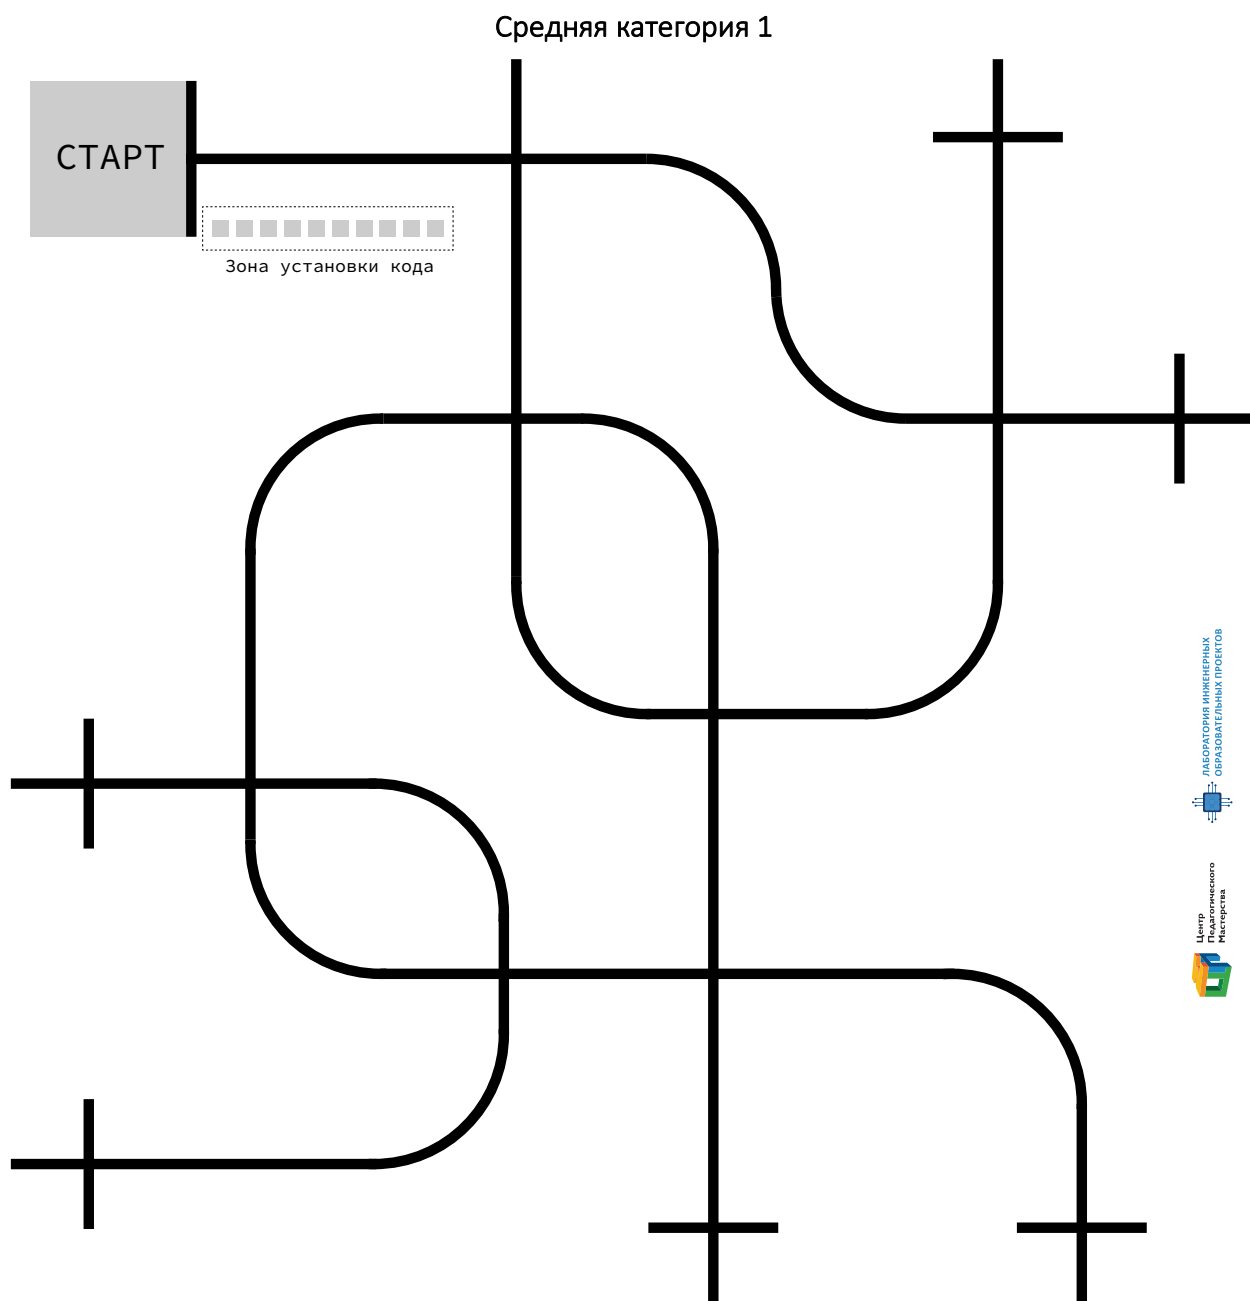 Средняя категория 1
СТАРТ
Зона установки кода
ЛАБОРАТОРИЯ ИНЖЕНЕРНЫХ
ОБРАЗОВАТЕЛЬНЫХ ПРОЕКТОВ
Центр
Педагогического
Мастерства